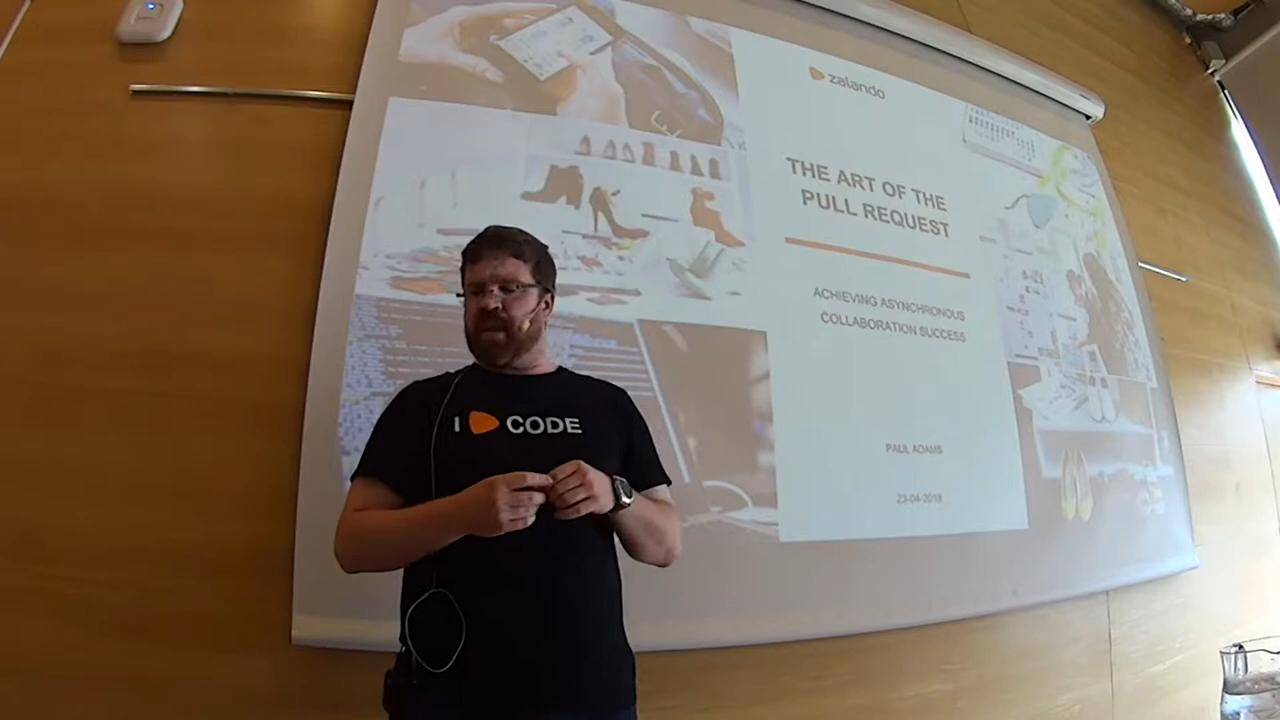 zalando
THE ART OF THE
PULL REQUEST
ACHIEVING ASYNCHRONOUS
COLLABORATION SUCCESS
PAUL ADAMS
23-04-2018
I CODE